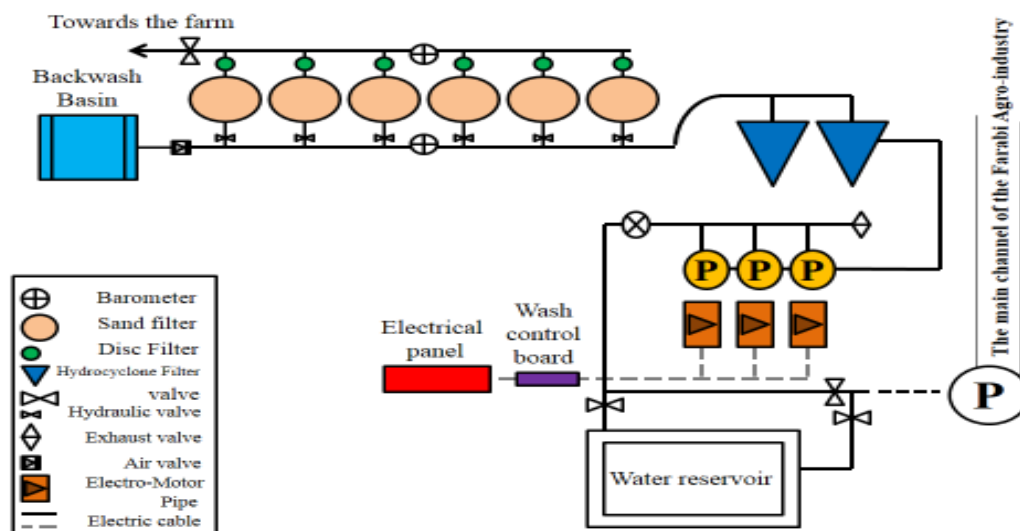 Towards the farm
Backwash
Basin
The main channel of the Farabi Agro-industry
P
P
P
Electrical
panel
Wash
control
board
P
Water reservoir
Barometer
Sand filter
Disc Filter
Hydrocyclone Filter
valve
Hydraulic valve
Exhaust valve
Air valve
Electro-Motor
Pipe
Electric cable